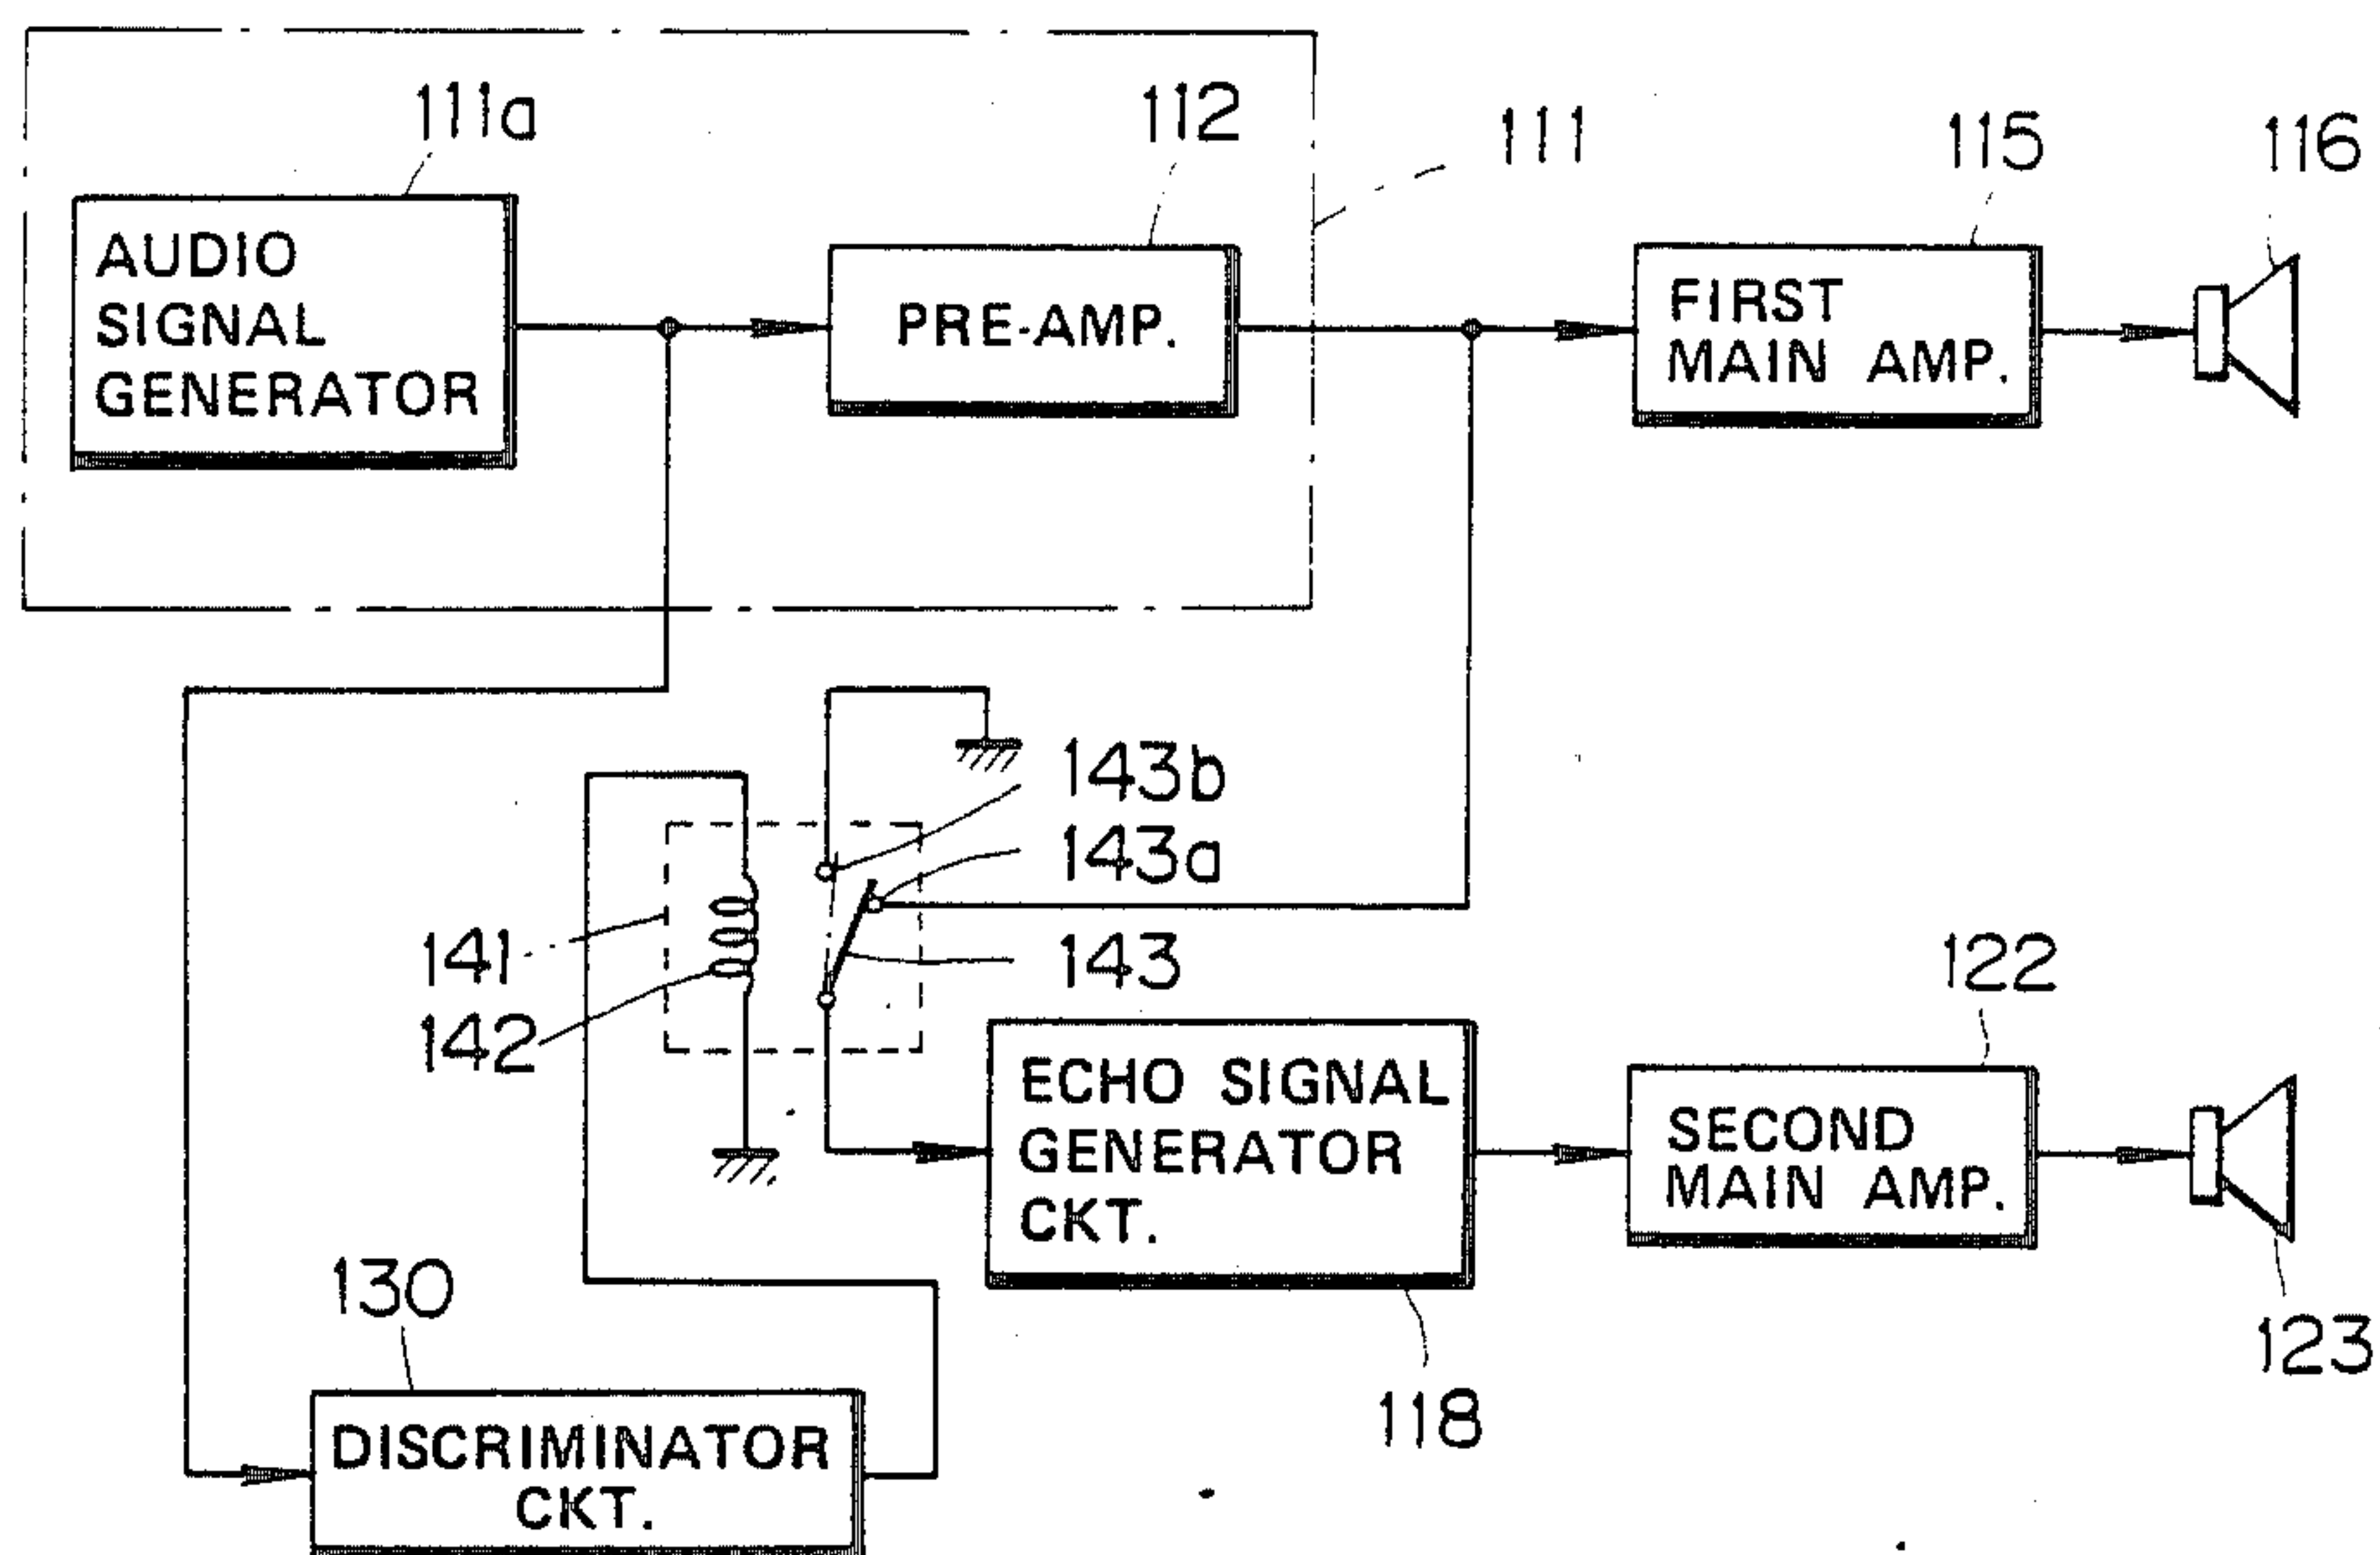 111a
112
111
115
116
AUDIO
SIGNAL
GENERATOR
PRE-AMP.
FIRST
MAIN AMP.
143b
143a
141
143
142
122
ECHO SIGNAL
GENERATOR
CKT.
SECOND
MAIN AMP.
130
123
118
DISCRIMINATOR
CKT.